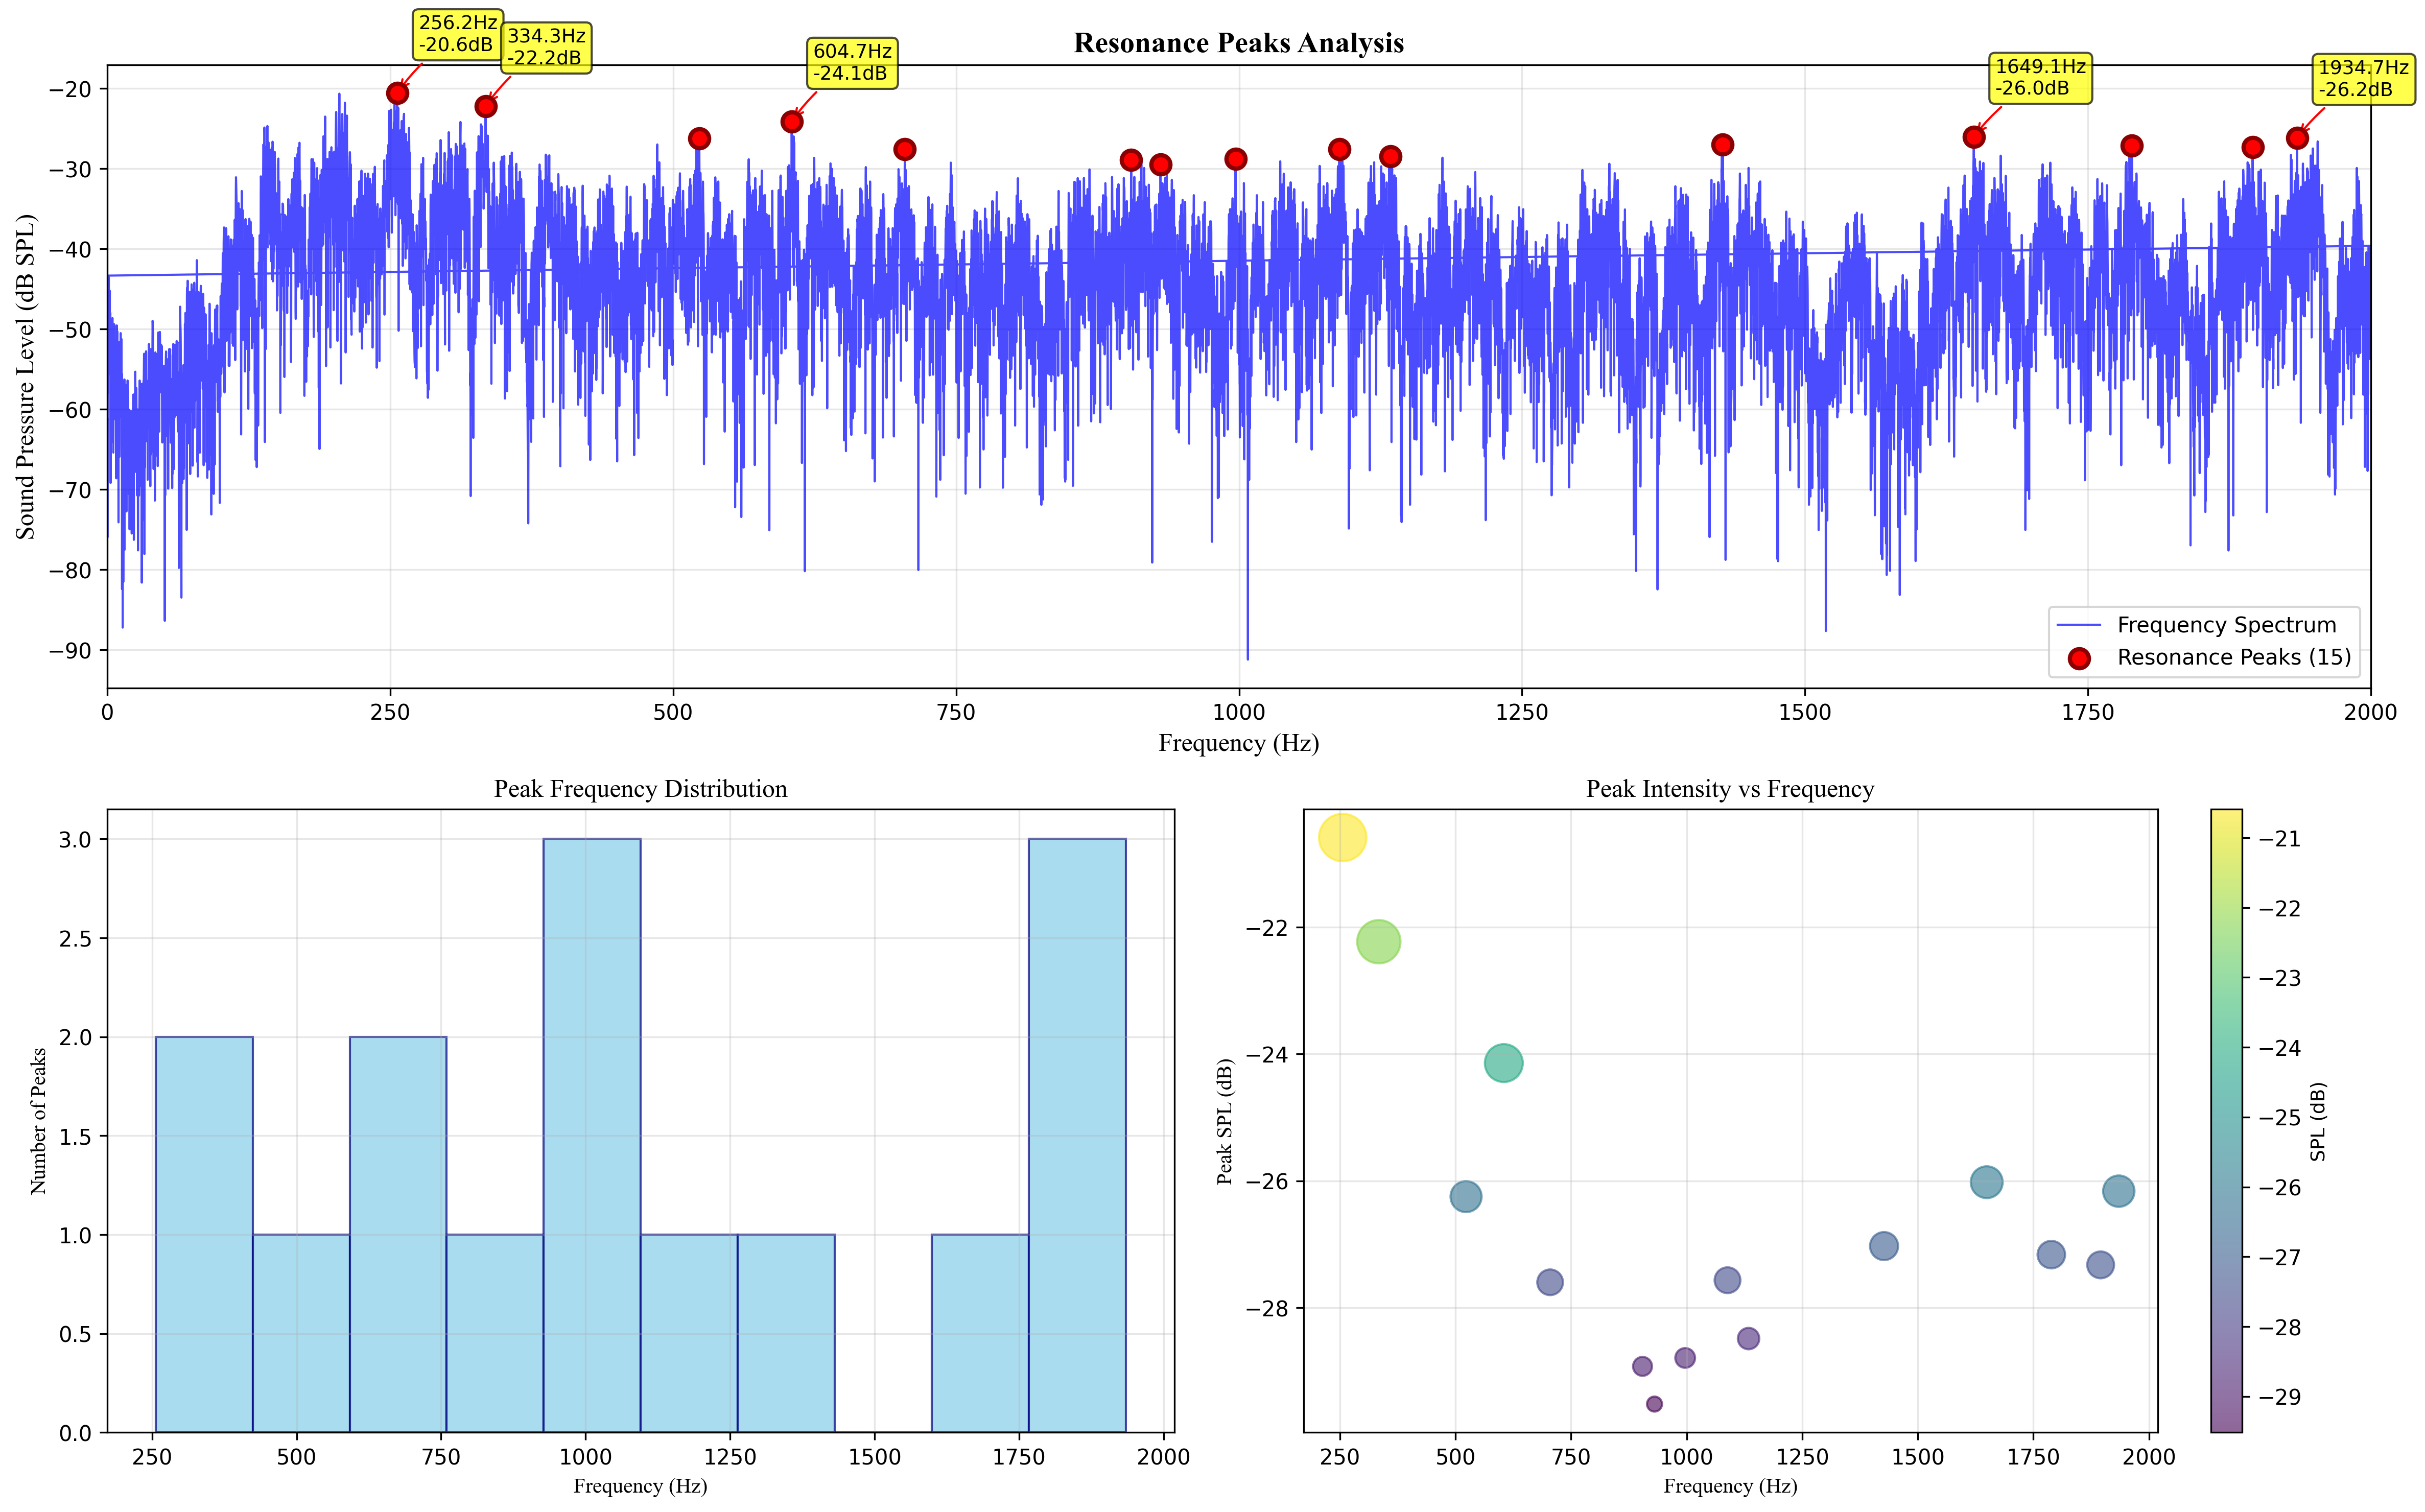 256.2Hz
-20.6dB
334.3Hz
-22.2dB
604.7Hz
-24.1dB
Resonance Peaks Analysis
1649.1Hz
-26.0dB
1934.7Hz
-26.2dB
Sound Pressure Level (dB SPL)
−20
−30
−40
−50
−60
−70
−80
−90
Frequency Spectrum
Resonance Peaks (15)
0
250
500
750
1000
1250
1500
1750
2000
Frequency (Hz)
Peak Frequency Distribution
Number of Peaks
3.0
2.5
2.0
1.5
1.0
0.5
0.0
250
500
750
1000
1250
1500
1750
2000
Frequency (Hz)
Peak Intensity vs Frequency
Peak SPL (dB)
−22
−24
−26
−28
250
500
750
1000
1250
1500
1750
2000
Frequency (Hz)
−21
−22
−23
−24
−25
−26
−27
−28
−29
SPL (dB)